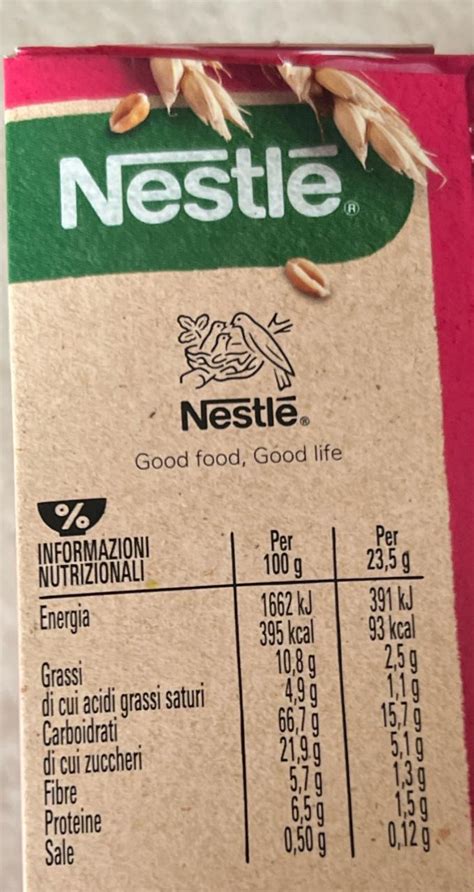 Nestlē®
Nestlē®
Good food, Good life
%
INFORMAZIONI NUTRIZIONALI Per 100 g Per 23,5 g
Energia 1662 kJ 391 kJ
395 kcal 93 kcal
Grassi 10,8 g 2,5 g
di cui acidi grassi saturi 4,9 g 1,1 g
Carboidrati 66,7 g 15,7 g
di cui zuccheri 21,9 g 5,1 g
Fibre 5,7 g 1,3 g
Proteine 6,5 g 1,5 g
Sale 0,50 g 0,12 g